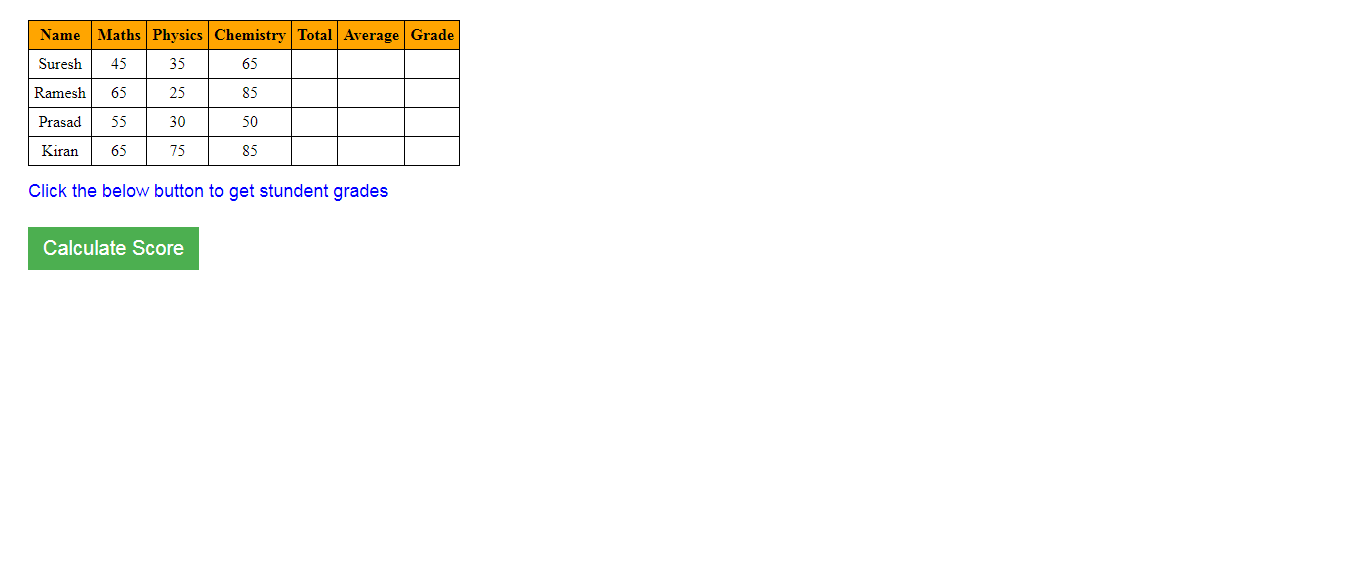 Name Maths Physics Chemistry Total Average Grade
Suresh 45 35 65
Ramesh 65 25 85
Prasad 55 30 50
Kiran 65 75 85
Click the below button to get stundent grades
Calculate Score